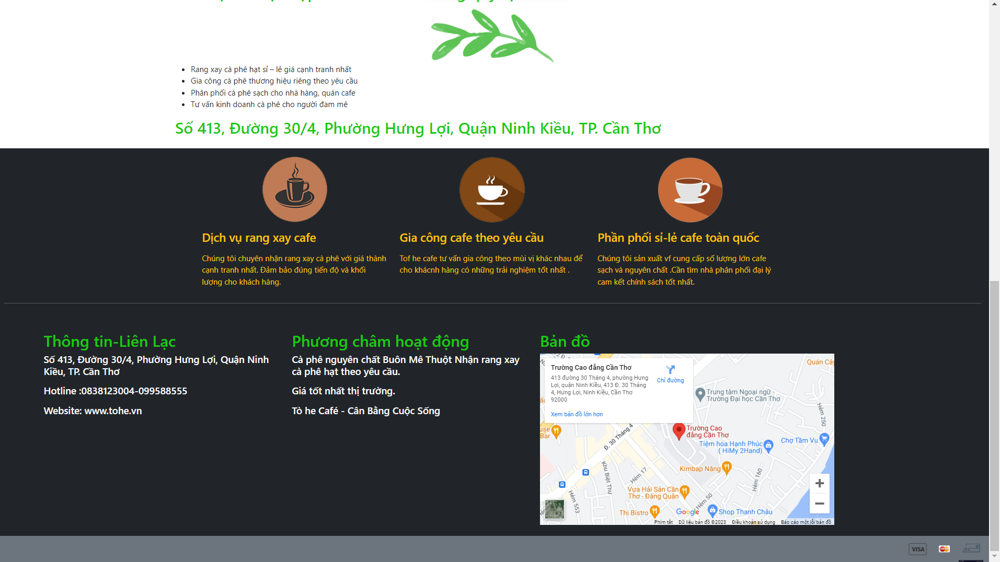 Rang xay cà phê hạt sỉ – lẻ giá cạnh tranh nhất
Gia công cà phê thương hiệu riêng theo yêu cầu
Phân phối cà phê sạch cho nhà hàng, quán cafe
Tư vấn kinh doanh cà phê cho người đam mê
Số 413, Đường 30/4, Phường Hưng Lợi, Quận Ninh Kiều, TP. Cần Thơ
Dịch vụ rang xay cafe
Chúng tôi chuyên nhận rang xay cà phê với giá thành
cạnh tranh nhất. Đảm bảo đúng tiến độ và khối
lượng cho khách hàng.
Gia công cafe theo yêu cầu
Tof he cafe tư vấn gia công theo mùi vị khác nhau để
cho khácnh hàng có những trải nghiệm tốt nhất .
Phần phối sỉ-lẻ cafe toàn quốc
Chúng tôi sản xuất vf cung cấp số lượng lớn cafe
sạch và nguyên chất .Cần tìm nhà phân phối đại lý
cam kết chính sách tốt nhất.
Thông tin-Liên Lạc
Số 413, Đường 30/4, Phường Hưng Lợi, Quận Ninh
Kiều, TP. Cần Thơ
Hotline :0838123004-099588555
Website: www.tohe.vn
Phương châm hoạt động
Cà phê nguyên chất Buôn Mê Thuột Nhận rang xay
cà phê hạt theo yêu cầu.
Giá tốt nhất thị trường.
Tò he Café - Cân Bằng Cuộc Sống
Bản đồ
Trường Cao đẳng Cần Thơ
413 đường 30 Tháng 4, phường Hưng
Lợi, quận Ninh Kiều, 413 Đ. 30 Tháng
4, Hưng Lợi, Ninh Kiều, Cần Thơ
92000
Chỉ đường
Xem bản đồ lớn hơn
Quán Cây
Trung tâm Ngoại ngữ -
Trường Đại học Cần Thơ
Hẻm 250
Bar
Đ. 30 Tháng 4
Trường Cao
đẳng Cần Thơ
Tiệm hoa Hạnh Phúc
( HiMy 2Hand)
Chợ Tầm Vu
Kimbap Nắng
Khu Biệt Thự
Hẻm 17
Hẻm 160
Vựa Hải Sản Cần
Thơ - Đăng Quân
Hẻm 553
Hẻm 50
Thị Bistro
Google
Shop Thanh Châu
Phím tắt
Dữ liệu bản đồ ©2023
Điều khoản sử dụng
Báo cáo một lỗi bản đồ
VISA